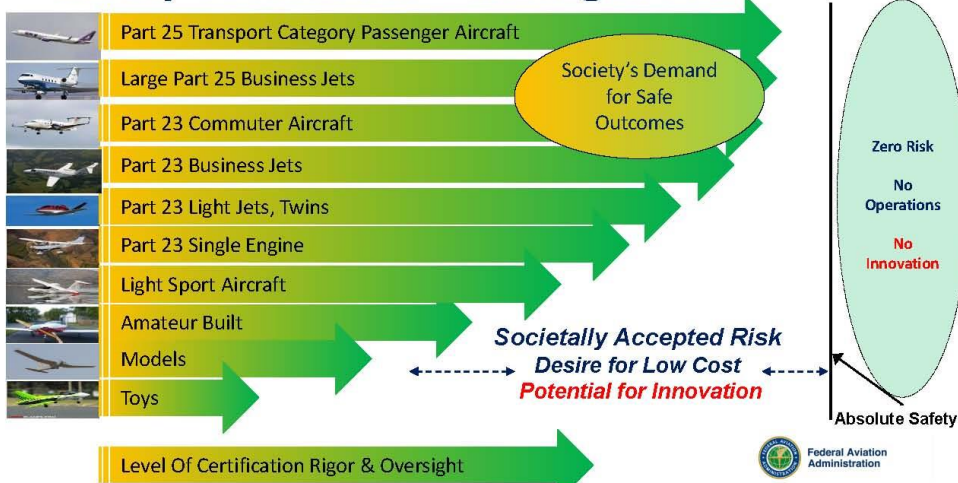 Part 25 Transport Category Passenger Aircraft
Large Part 25 Business Jets
Part 23 Commuter Aircraft
Part 23 Business Jets
Part 23 Light Jets, Twins
Part 23 Single Engine
Light Sport Aircraft
Amateur Built
Models
Toys
Society's Demand
for Safe
Outcomes
Societally Accepted Risk
Desire for Low Cost
Potential for Innovation
Zero Risk
No
Operations
No
Innovation
Absolute Safety
Level Of Certification Rigor & Oversight
Federal Aviation
Administration